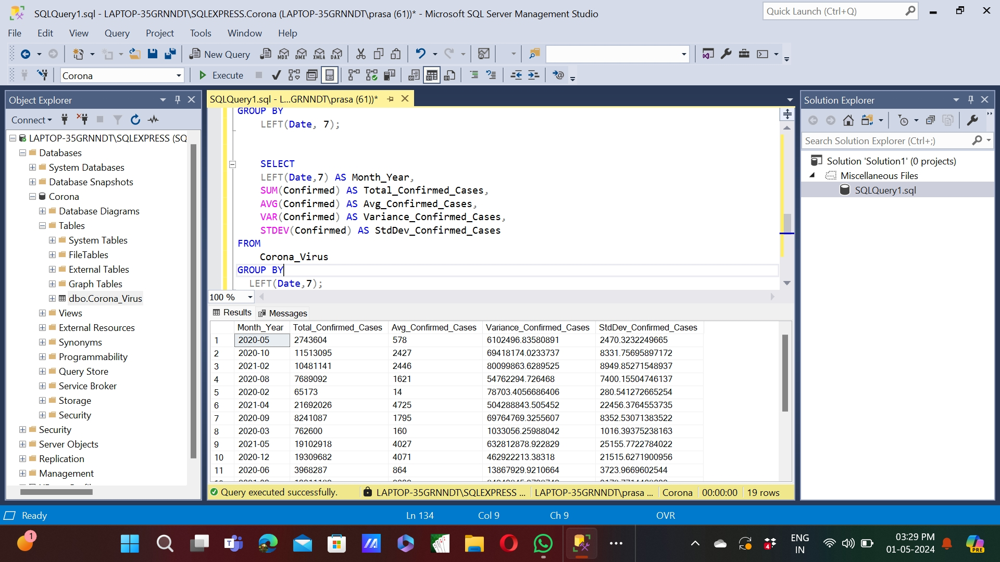 SQLQuery1.sql - LAPTOP-35GRNNDT\SQLEXPRESS.Corona (LAPTOP-35GRNNDT\prasa (61))* - Microsoft SQL Server Management Studio
Quick Launch (Ctrl+Q)
File Edit View Query Project Tools Window Help
New Query MDX DMX XMLA DAX
Corona Execute
Object Explorer
Connect
LAPTOP-35GRNNDT\SQLEXPRESS (SQ
Databases
System Databases
Database Snapshots
Corona
Database Diagrams
Tables
System Tables
FileTables
External Tables
Graph Tables
dbo.Corona_Virus
Views
External Resources
Synonyms
Programmability
Query Store
Service Broker
Storage
Security
Security
Server Objects
Replication
Management
SQLQuery1.sql - L...GRNNDT\prasa (61))*
GROUP BY
LEFT(Date, 7);
SELECT
LEFT(Date,7) AS Month_Year,
SUM(Confirmed) AS Total_Confirmed_Cases,
AVG(Confirmed) AS Avg_Confirmed_Cases,
VAR(Confirmed) AS Variance_Confirmed_Cases,
STDEV(Confirmed) AS StdDev_Confirmed_Cases
FROM
Corona_Virus
GROUP BY
LEFT(Date,7);
100 %
Results Messages
Month_Year Total_Confirmed_Cases Avg_Confirmed_Cases Variance_Confirmed_Cases StdDev_Confirmed_Cases
1 2020-05 2743604 578 6102496.83580891 2470.3232249665
2 2020-10 11513095 2427 69418174.0233737 8331.75695897172
3 2021-02 10481141 2446 80099863.6289525 8949.85271548937
4 2020-08 7689092 1621 54762294.726468 7400.15504746137
5 2020-02 65173 14 78703.4056686406 280.541272665254
6 2021-04 21692026 4725 504288843.505452 22456.3764553735
7 2020-09 8241087 1795 69764769.3255607 8352.53071383522
8 2020-03 762600 160 1033056.25988042 1016.39375238163
9 2021-05 19102918 4027 632812878.922829 25155.7722784022
10 2020-12 19309682 4071 462922213.38318 21515.6271900956
11 2020-06 3968287 864 13867929.9210664 3723.9669602544
Query executed successfully. LAPTOP-35GRNNDT\SQLEXPRESS ... LAPTOP-35GRNNDT\prasa ... Corona 00:00:00 19 rows
Solution Explorer
Search Solution Explorer (Ctrl+;)
Solution 'Solution1' (0 projects)
Miscellaneous Files
SQLQuery1.sql
Ready Ln 134 Col 9 Ch 9 OVR
1
4
ENG
IN
03:29 PM
01-05-2024
PRE